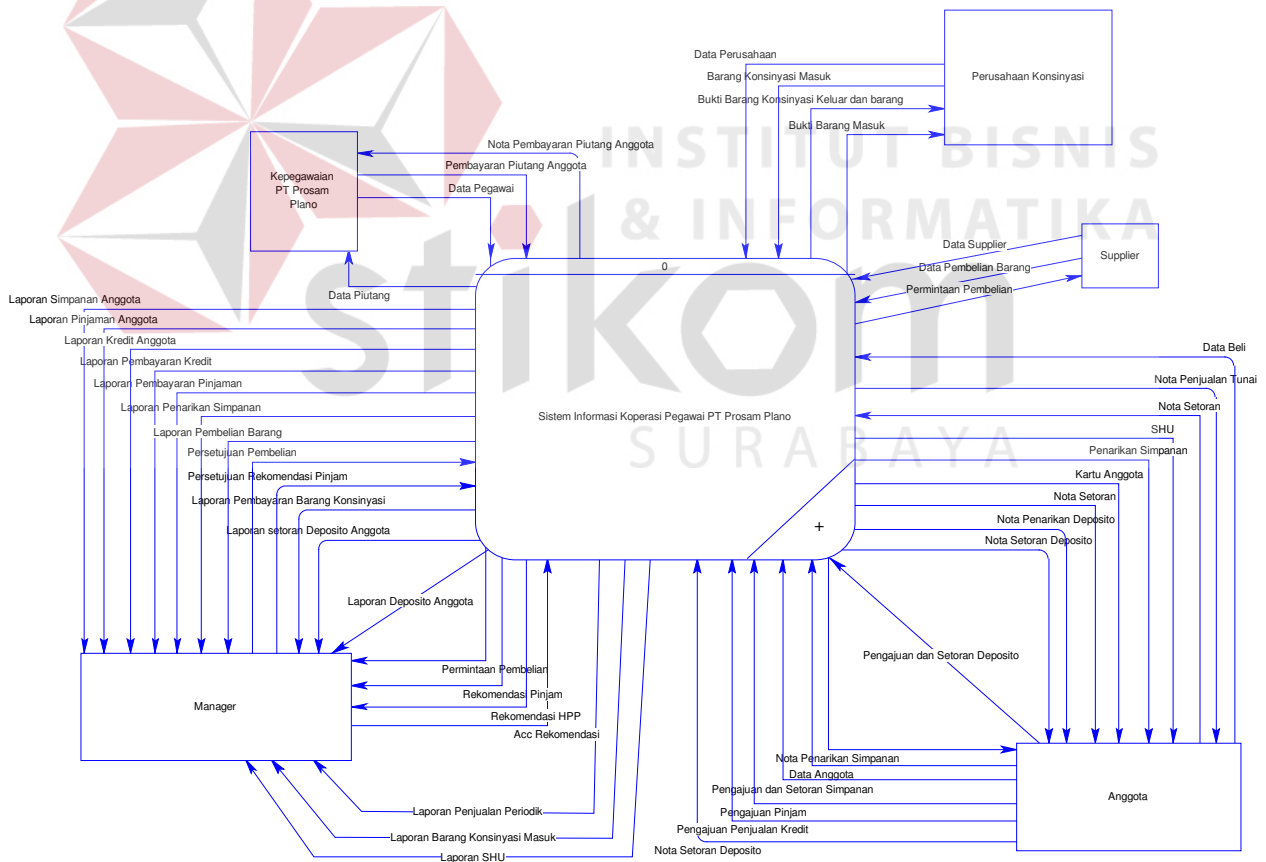 Data Perusahaan
Barang Konsinyasi Masuk
Bukti Barang Konsinyasi Keluar dan barang
Bukti Barang Masuk
Perusahaan Konsinyasi
INSTITUT BISNIS
& INFORMATIKA
stikom
SURABAYA
Nota Pembayaran Piutang Anggota
Pembayaran Piutang Anggota
Data Pegawai
Kepegawaian
PT Prosam
Plano
Data Piutang
Data Supplier
Data Pembelian Barang
Permintaan Pembelian
Supplier
0
Sistem Informasi Koperasi Pegawai PT Prosam Plano
+
Laporan Simpanan Anggota
Laporan Pinjaman Anggota
Laporan Kredit Anggota
Laporan Pembayaran Kredit
Laporan Pembayaran Pinjaman
Laporan Penarikan Simpanan
Laporan Pembelian Barang
Persetujuan Pembelian
Persetujuan Rekomendasi Pinjam
Laporan Pembayaran Barang Konsinyasi
Laporan setoran Deposito Anggota
Laporan Deposito Anggota
Permintaan Pembelian
Rekomendasi Pinjam
Rekomendasi HPP
Acc Rekomendasi
Manager
Laporan Penjualan Periodik
Laporan Barang Konsinyasi Masuk
Laporan SHU
Data Beli
Nota Penjualan Tunai
Nota Setoran
SHU
Penarikan Simpanan
Kartu Anggota
Nota Setoran
Nota Penarikan Deposito
Nota Setoran Deposito
Pengajuan dan Setoran Deposito
Nota Penarikan Simpanan
Data Anggota
Pengajuan dan Setoran Simpanan
Pengajuan Pinjam
Pengajuan Penjualan Kredit
Nota Setoran Deposito
Anggota